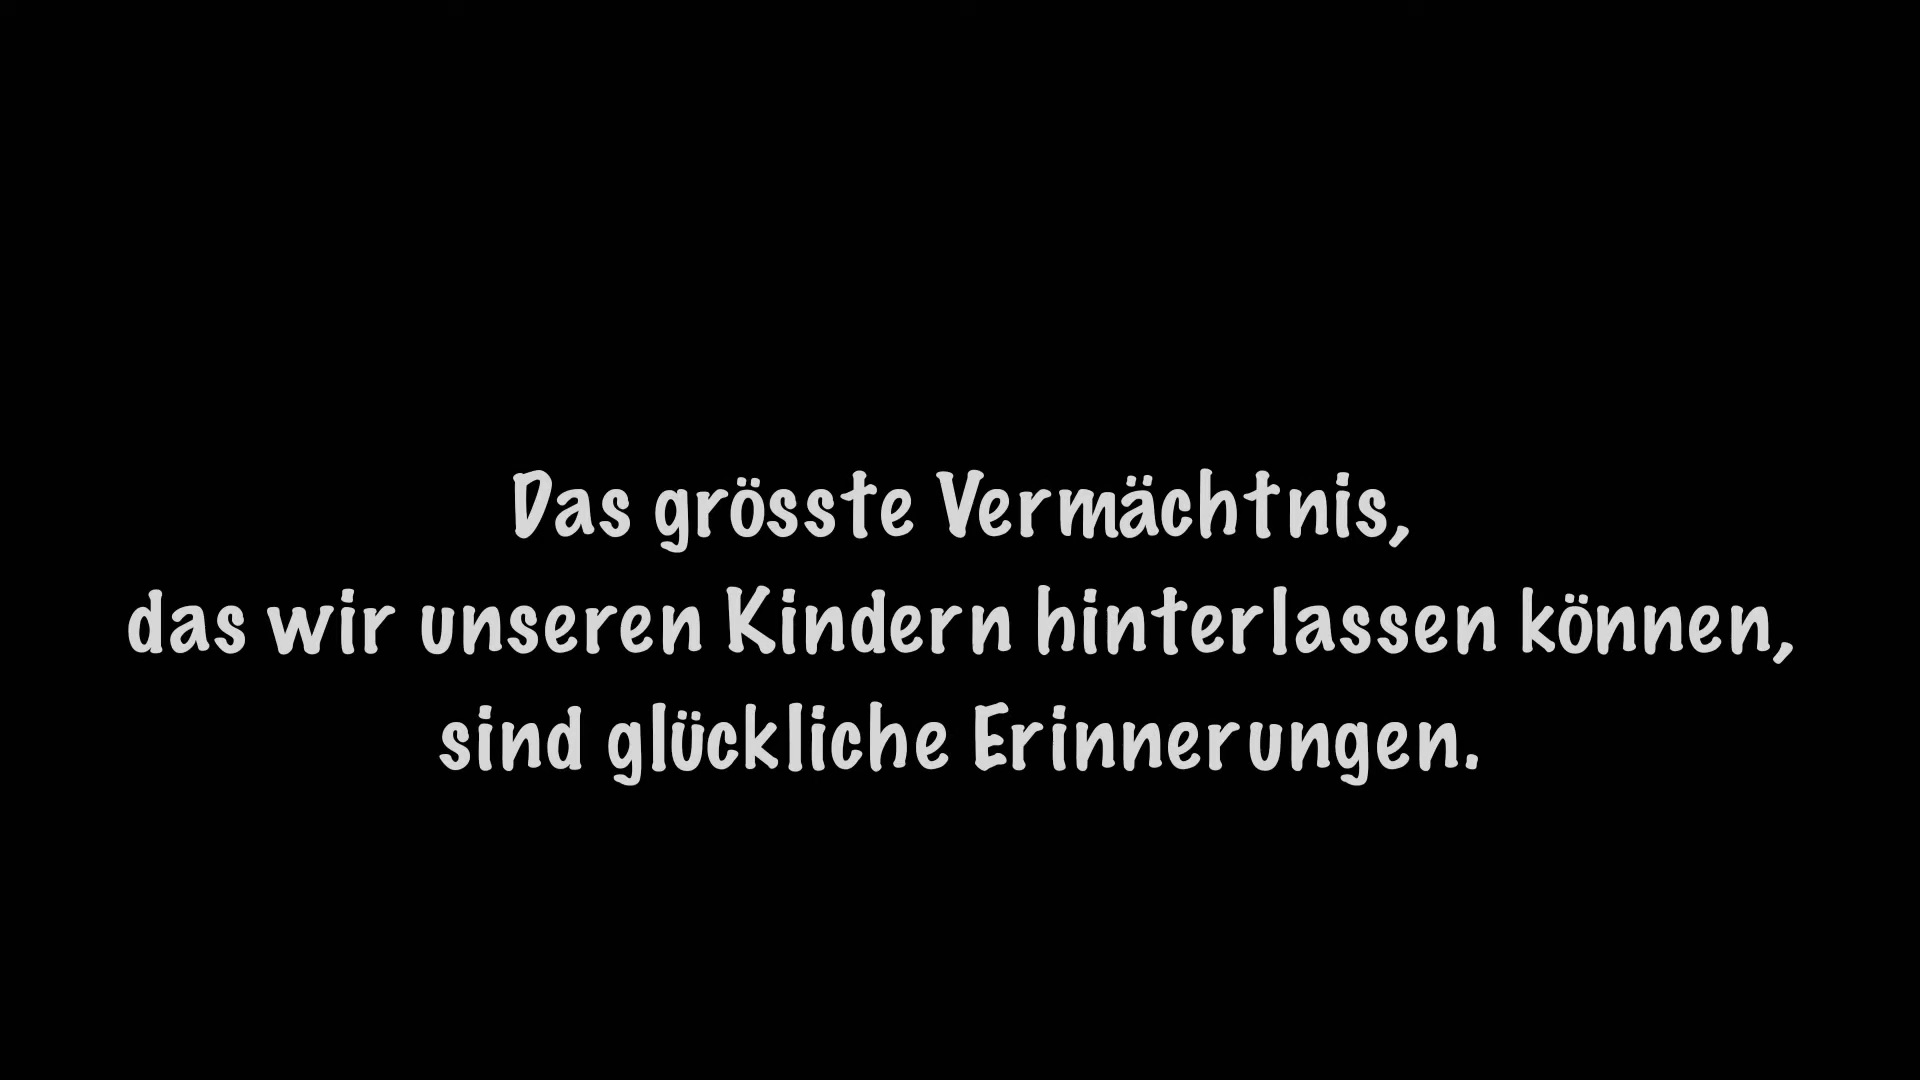 Das grösste Vermächtnis,
das wir unseren Kindern hinterlassen können,
sind glückliche Erinnerungen.